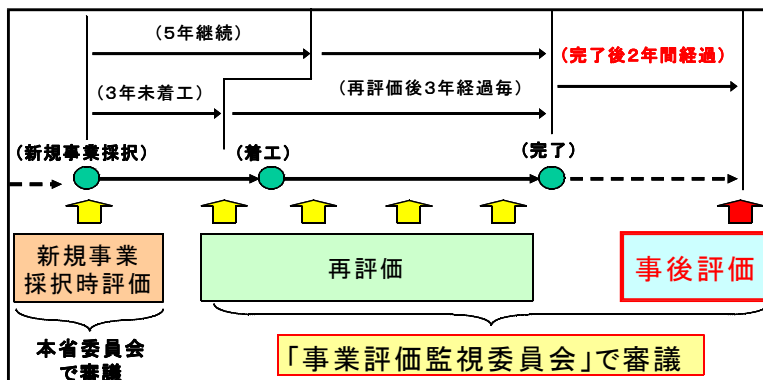 (5年継続)
(完了後2年間経過)
(3年未着工)
(再評価後3年経過毎)
(新規事業採択)
(着工)
(完了)
新規事業
採択時評価
再評価
事後評価
本省委員会
で審議
「事業評価監視委員会」で審議